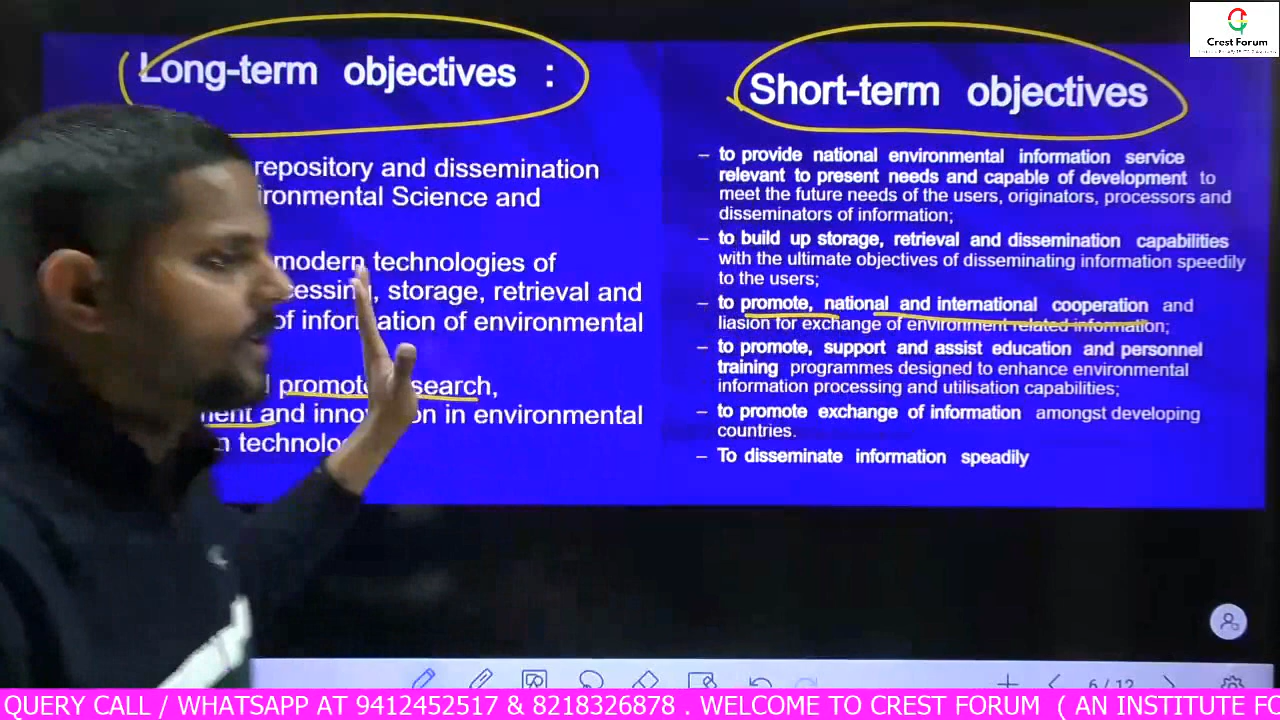 Crest Forum
Long-term objectives :
repository and dissemination
ironmental Science and
modern technologies of
cessing, storage, retrieval and
of information of environmental
promote search,
ment and innovation in environmental
n technolo
Short-term objectives
– to provide national environmental information service
relevant to present needs and capable of development to
meet the future needs of the users, originators, processors and
disseminators of information;
– to build up storage, retrieval and dissemination capabilities
with the ultimate objectives of disseminating information speedily
to the users;
– to promote, national and international cooperation and
liasion for exchange of environment related information;
– to promote, support and assist education and personnel
training programmes designed to enhance environmental
information processing and utilisation capabilities;
– to promote exchange of information amongst developing
countries.
– To disseminate information speadily
6 / 12
QUERY CALL / WHATSAPP AT 9412452517 & 8218326878 . WELCOME TO CREST FORUM ( AN INSTITUTE FO